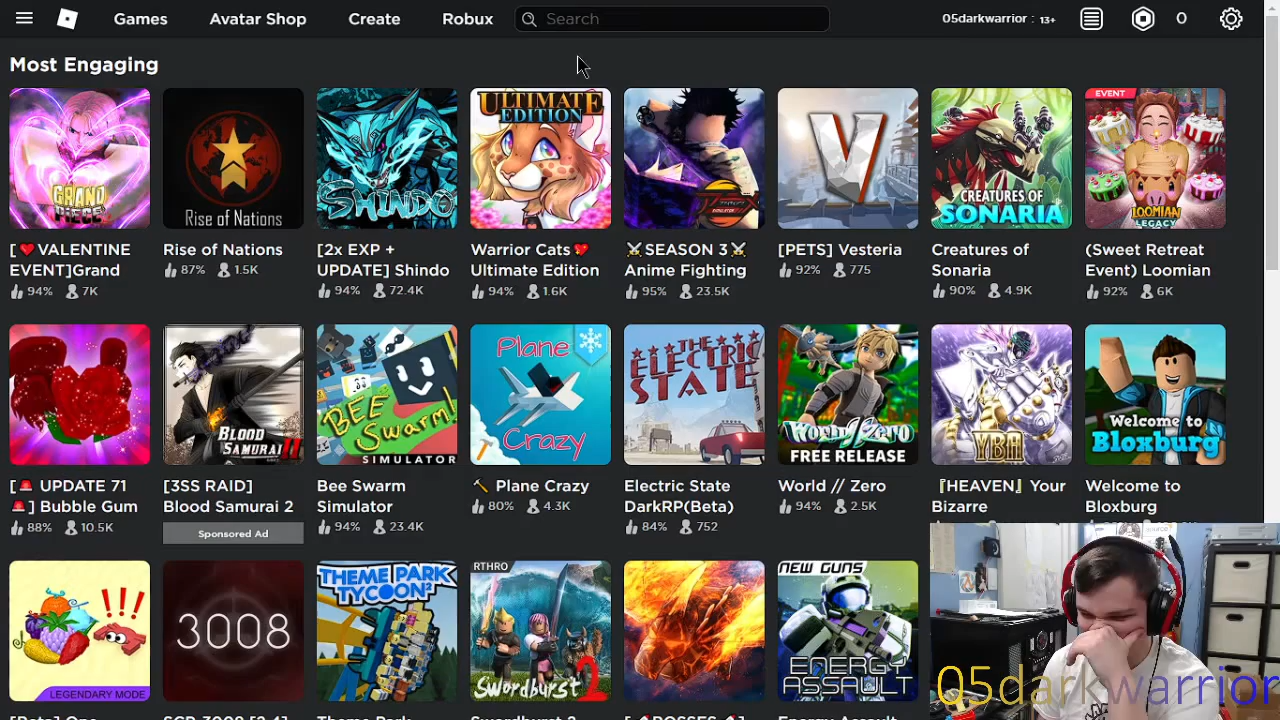 Games Avatar Shop Create Robux Search 05darkwarrior : 13+ 0
Most Engaging
GRAND PIECE
Rise of Nations
SHINDO
ULTIMATE EDITION
V
CREATURES OF SONARIA
EVENT
LOOMIAN LEGACY
[❤️VALENTINE EVENT]Grand
94% 7K
Rise of Nations
87% 1.5K
[2x EXP + UPDATE] Shindo
94% 72.4K
Warrior Cats💖 Ultimate Edition
94% 1.6K
⚔️SEASON 3⚔️ Anime Fighting
95% 23.5K
[PETS] Vesteria
92% 775
Creatures of Sonaria
90% 4.9K
(Sweet Retreat Event) Loomian
92% 6K
BLOOD SAMURAI II
BEE Swarm!
SIMULATOR
Plane Crazy
THE ELECTRIC STATE
World Zero
FREE RELEASE
YBA
Welcome to Bloxburg
[🚨 UPDATE 71 🚨] Bubble Gum
88% 10.5K
[3SS RAID] Blood Samurai 2
Sponsored Ad
Bee Swarm Simulator
94% 23.4K
🔨 Plane Crazy
80% 4.3K
Electric State DarkRP(Beta)
84% 752
World // Zero
94% 2.5K
『HEAVEN』 Your Bizarre
Welcome to Bloxburg
!!!
LEGENDARY MODE
3008
THEME PARK TYCOON 2
RTHRO
Swordburst 2
NEW GUNS
ENERGY ASSAULT
05darkwarrior
Theme Park
Swordburst 2
Energy Assault